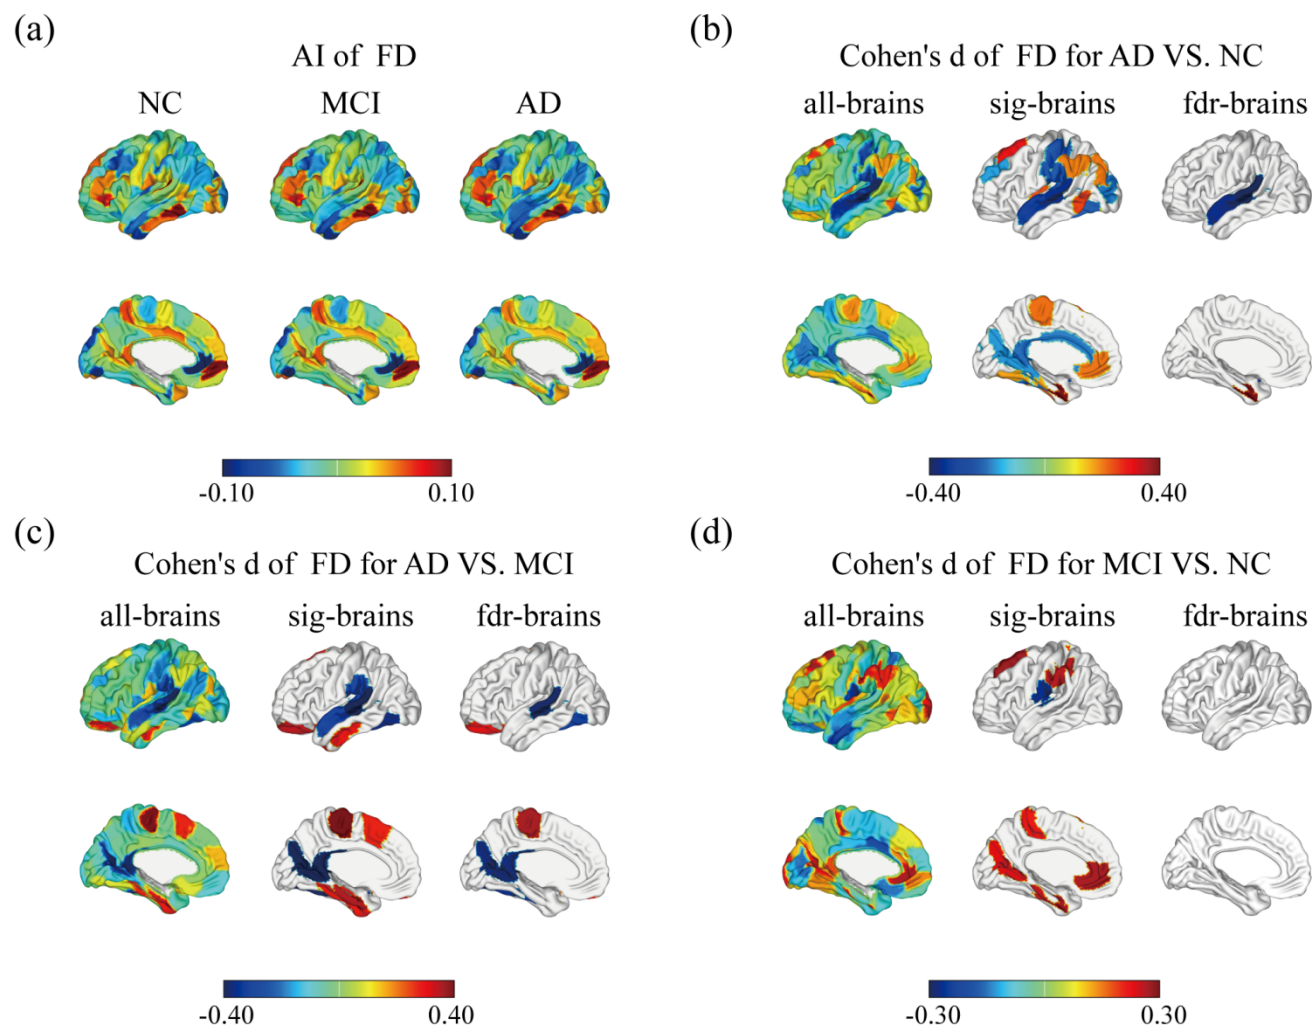 (a)
AI of FD
NC MCI AD
-0.10 0.10
(b)
Cohen's d of FD for AD VS. NC
all-brains sig-brains fdr-brains
-0.40 0.40
(c)
Cohen's d of FD for AD VS. MCI
all-brains sig-brains fdr-brains
-0.40 0.40
(d)
Cohen's d of FD for MCI VS. NC
all-brains sig-brains fdr-brains
-0.30 0.30